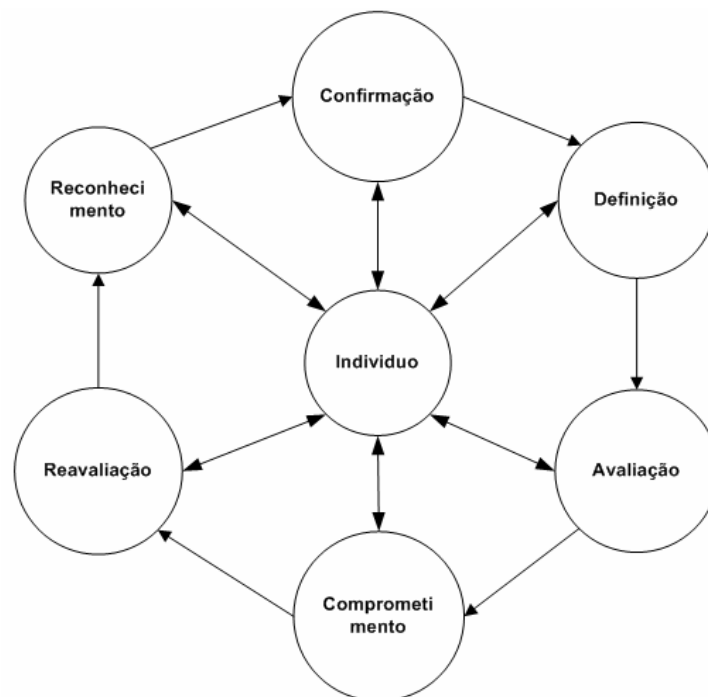 Confirmação
Reconheci
mento
Definição
Individuo
Reavaliação
Avaliação
Comprometi
mento